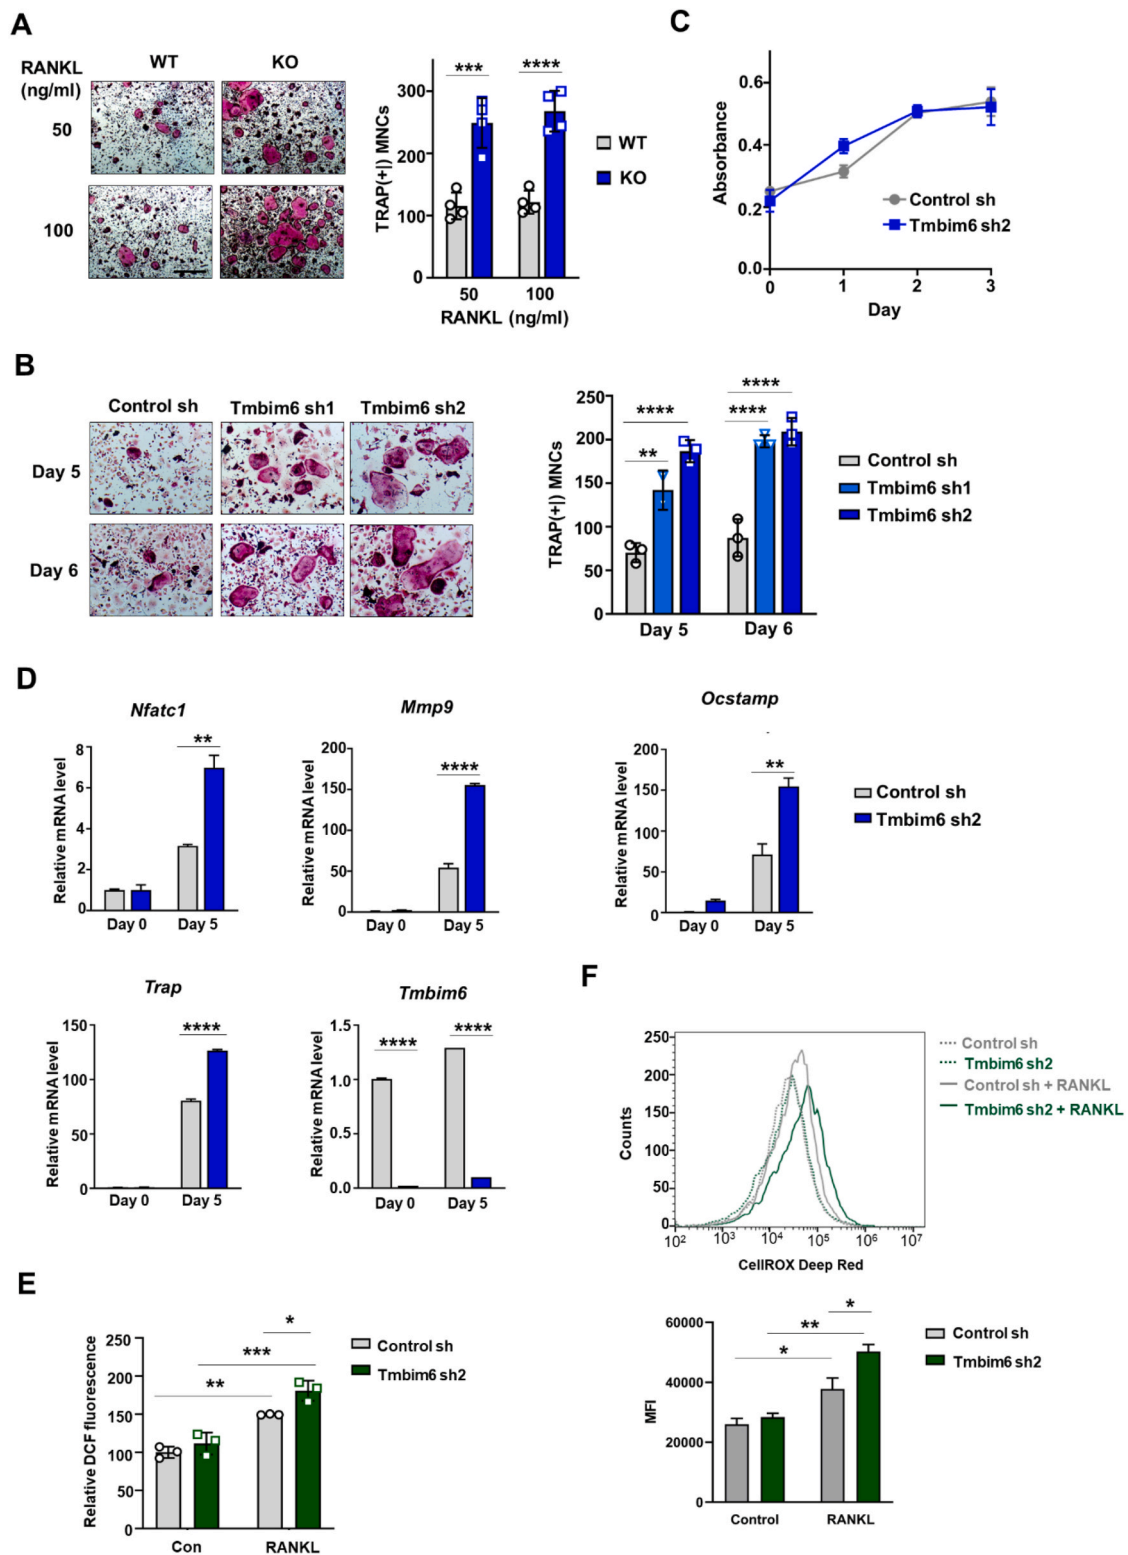 A
RANKL
(ng/ml)
WT
KO
50
100
TRAP(+|) MNCs
300
200
100
0
***
****
50
100
RANKL (ng/ml)
WT
KO
C
Absorbance
0.6
0.4
0.2
0.0
0
1
2
3
Day
Control sh
Tmbim6 sh2
B
Control sh
Tmbim6 sh1
Tmbim6 sh2
Day 5
Day 6
TRAP(+|) MNCs
250
200
150
100
50
0
****
**
****
****
Day 5
Day 6
Control sh
Tmbim6 sh1
Tmbim6 sh2
D
Nfatc1
Relative mRNA level
8
6
4
2
0
**
Day 0
Day 5
Mmp9
Relative mRNA level
200
150
100
50
0
****
Day 0
Day 5
Ocstamp
Relative mRNA level
200
150
100
50
0
**
Day 0
Day 5
Control sh
Tmbim6 sh2
Trap
Relative mRNA level
150
100
50
0
****
Day 0
Day 5
Tmbim6
Relative mRNA level
1.5
1.0
0.5
0.0
****
****
Day 0
Day 5
F
Counts
250
200
150
100
50
0
10²
10³
10⁴
10⁵
10⁶
10⁷
CellROX Deep Red
Control sh
Tmbim6 sh2
Control sh + RANKL
Tmbim6 sh2 + RANKL
E
Relative DCF fluorescence
250
200
150
100
50
0
*
***
**
Con
RANKL
Control sh
Tmbim6 sh2
MFI
60000
40000
20000
0
*
**
*
Control
RANKL
Control sh
Tmbim6 sh2